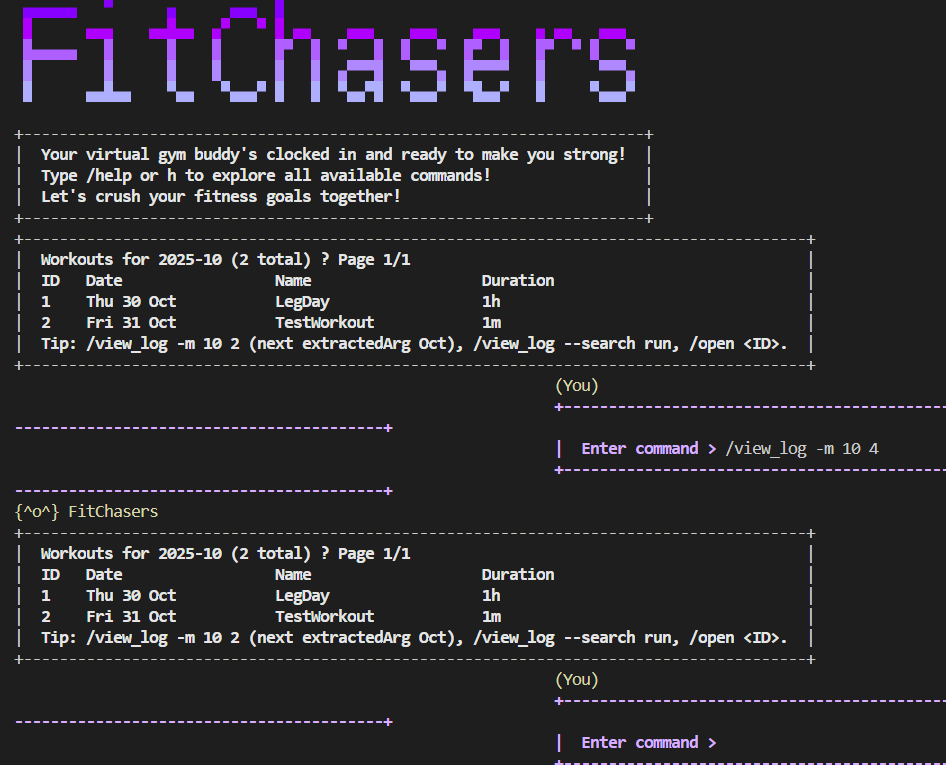 FitChasers
+---------------------------------------------------------------------+
|  Your virtual gym buddy's clocked in and ready to make you strong!  |
|  Type /help or h to explore all available commands!                 |
|  Let's crush your fitness goals together!                           |
+---------------------------------------------------------------------+
+---------------------------------------------------------------------------------------+
|  Workouts for 2025-10 (2 total) ? Page 1/1                                            |
|  ID   Date                 Name                   Duration                            |
|  1    Thu 30 Oct           LegDay                 1h                                  |
|  2    Fri 31 Oct           TestWorkout            1m                                  |
|  Tip: /view_log -m 10 2 (next extractedArg Oct), /view_log --search run, /open <ID>.  |
+---------------------------------------------------------------------------------------+
(You)
+-------------------------------------------
-----------------------------------------+
|  Enter command > /view_log -m 10 4
+-------------------------------------------
-----------------------------------------+
{^o^} FitChasers
+---------------------------------------------------------------------------------------+
|  Workouts for 2025-10 (2 total) ? Page 1/1                                            |
|  ID   Date                 Name                   Duration                            |
|  1    Thu 30 Oct           LegDay                 1h                                  |
|  2    Fri 31 Oct           TestWorkout            1m                                  |
|  Tip: /view_log -m 10 2 (next extractedArg Oct), /view_log --search run, /open <ID>.  |
+---------------------------------------------------------------------------------------+
(You)
+-------------------------------------------
-----------------------------------------+
|  Enter command >
+-------------------------------------------